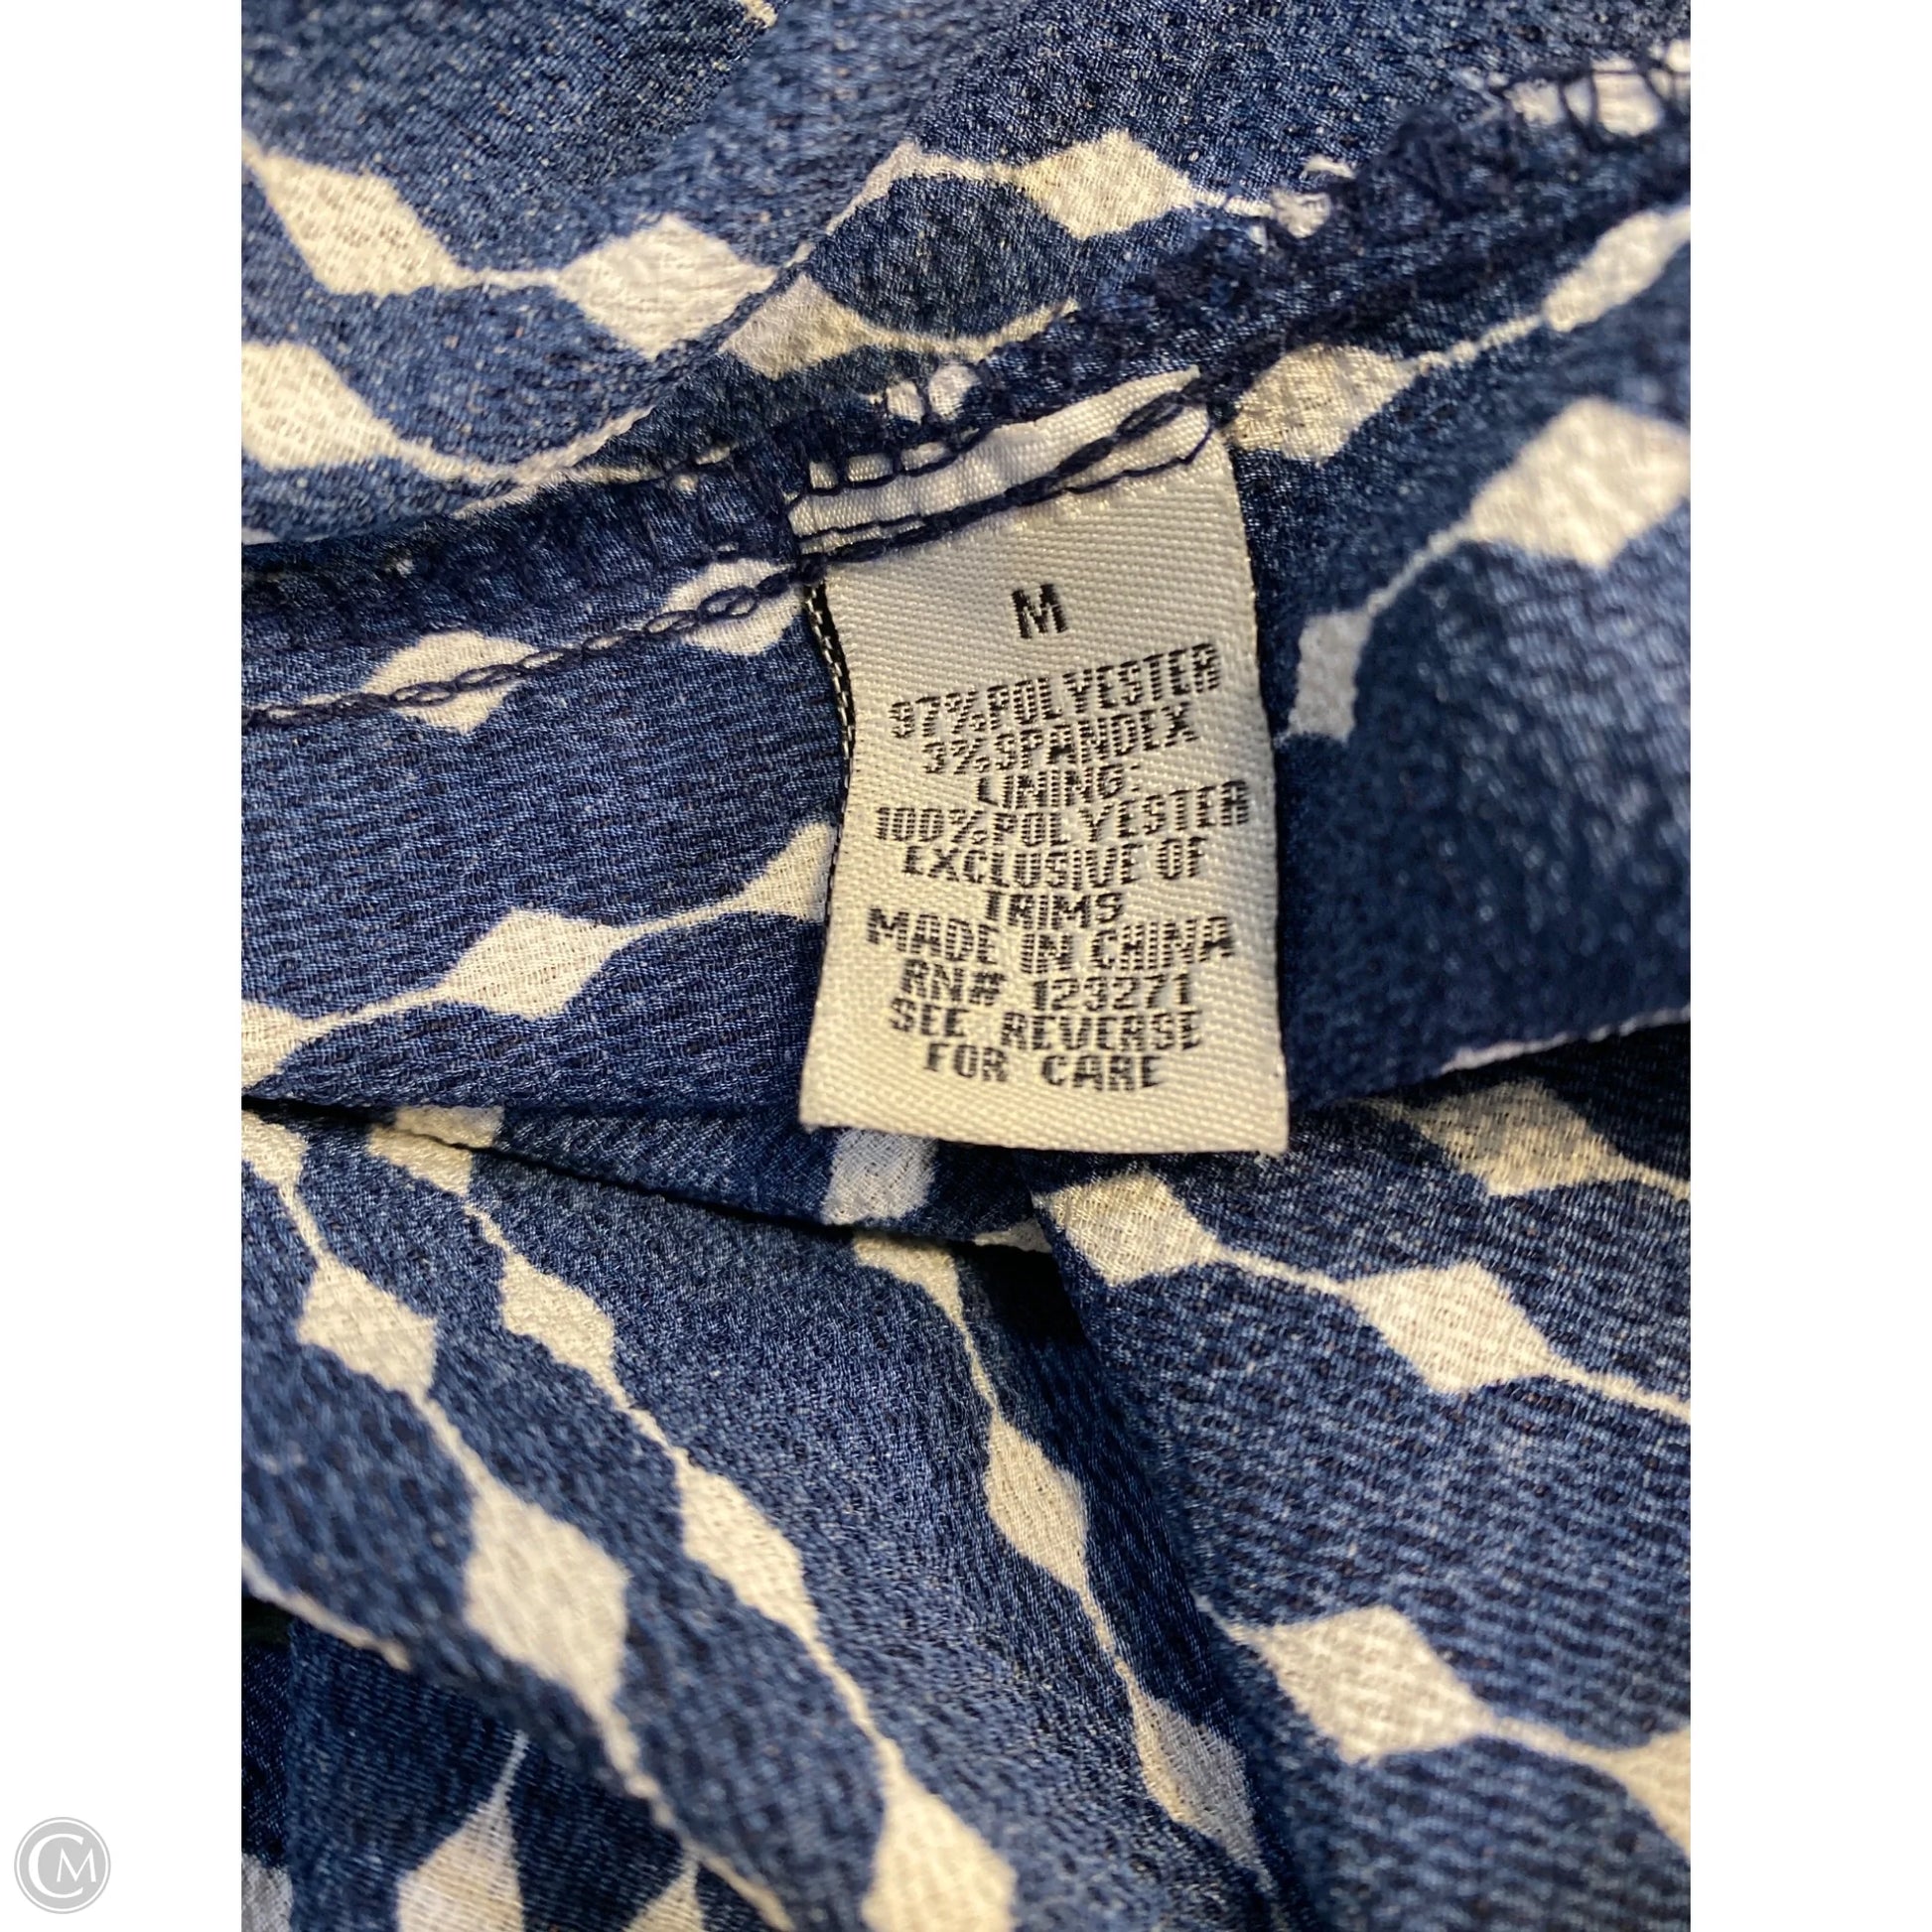 M
97%POLYESTER
3%SPANDEX
LINING:
100%POLYESTER
EXCLUSIVE OF
TRIMS
MADE IN CHINA
RN# 123271
SEE REVERSE
FOR CARE
CM